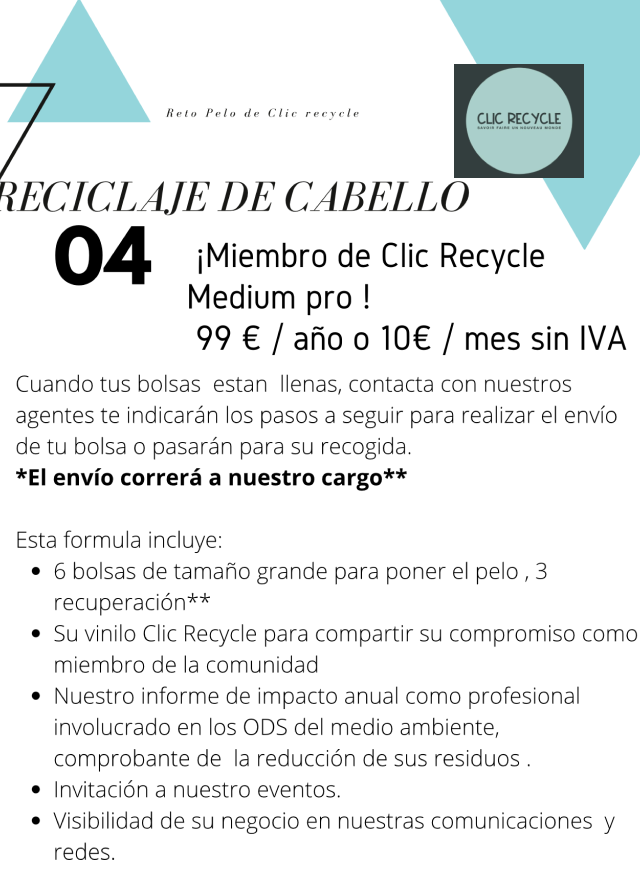 Reto Pelo de Clic recycle
CLIC RECYCLE
SAVOIR FAIRE UN NOUVEAU MONDE
RECICLAJE DE CABELLO
04
¡Miembro de Clic Recycle
Medium pro !
99 € / año o 10€ / mes sin IVA
Cuando tus bolsas estan llenas, contacta con nuestros
agentes te indicarán los pasos a seguir para realizar el envío
de tu bolsa o pasarán para su recogida.
*El envío correrá a nuestro cargo**
Esta formula incluye:
• 6 bolsas de tamaño grande para poner el pelo , 3
recuperación**
• Su vinilo Clic Recycle para compartir su compromiso como
miembro de la comunidad
• Nuestro informe de impacto anual como profesional
involucrado en los ODS del medio ambiente,
comprobante de la reducción de sus residuos .
• Invitación a nuestro eventos.
• Visibilidad de su negocio en nuestras comunicaciones y
redes.